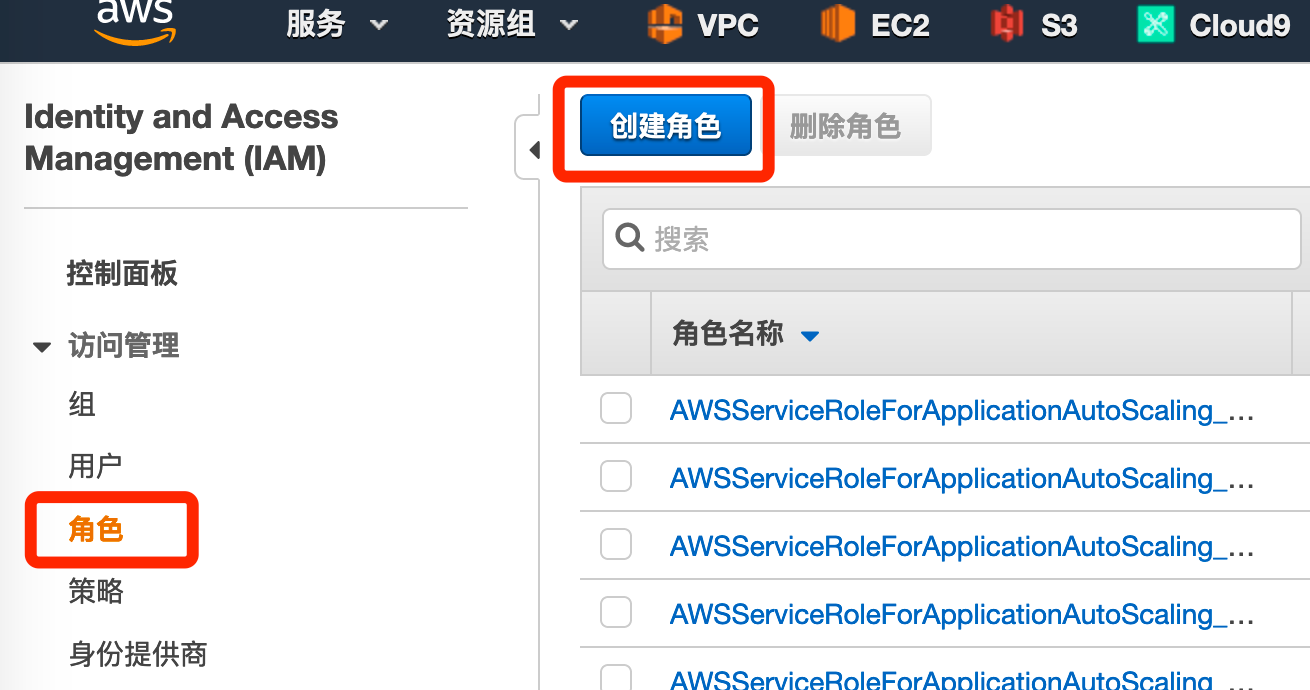 aws 服务 资源组 VPC EC2 S3 Cloud9
Identity and Access
Management (IAM)
控制面板
访问管理
组
用户
角色
策略
身份提供商
创建角色 删除角色
搜索
角色名称
AWSServiceRoleForApplicationAutoScaling_...
AWSServiceRoleForApplicationAutoScaling_...
AWSServiceRoleForApplicationAutoScaling_...
AWSServiceRoleForApplicationAutoScaling_...
AWSServiceRoleForApplicationAutoScaling_...